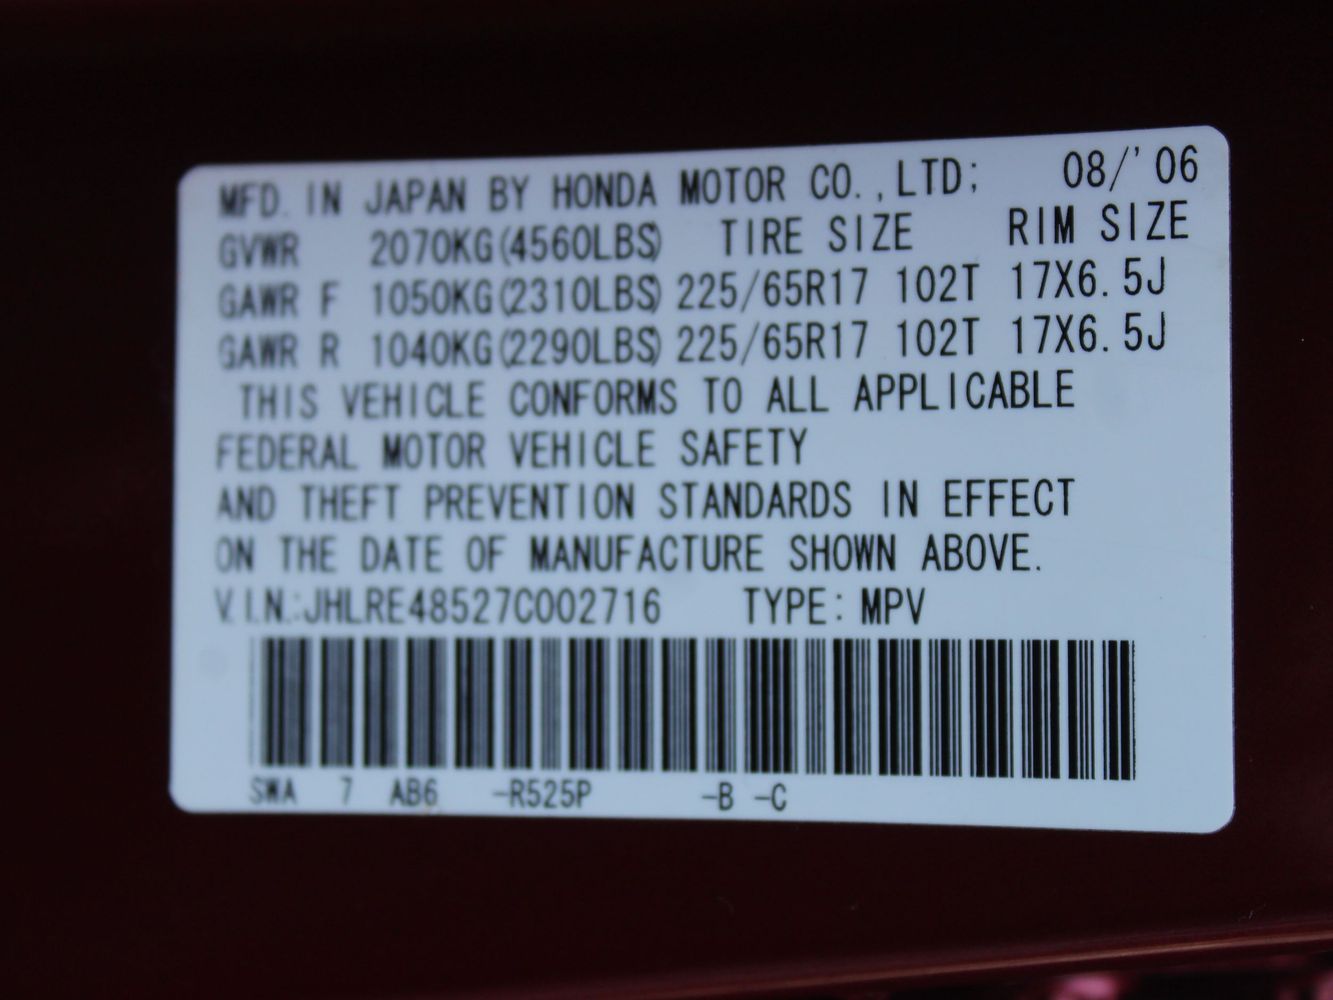 MFD. IN JAPAN BY HONDA MOTOR CO.,LTD; 08/'06
GVWR 2070KG(4560LBS) TIRE SIZE RIM SIZE
GAWR F 1050KG(2310LBS) 225/65R17 102T 17X6.5J
GAWR R 1040KG(2290LBS) 225/65R17 102T 17X6.5J
THIS VEHICLE CONFORMS TO ALL APPLICABLE
FEDERAL MOTOR VEHICLE SAFETY
AND THEFT PREVENTION STANDARDS IN EFFECT
ON THE DATE OF MANUFACTURE SHOWN ABOVE.
V.I.N.:JHLRE48527C002716 TYPE: MPV
SWA 7 AB6 -R525P -B -C